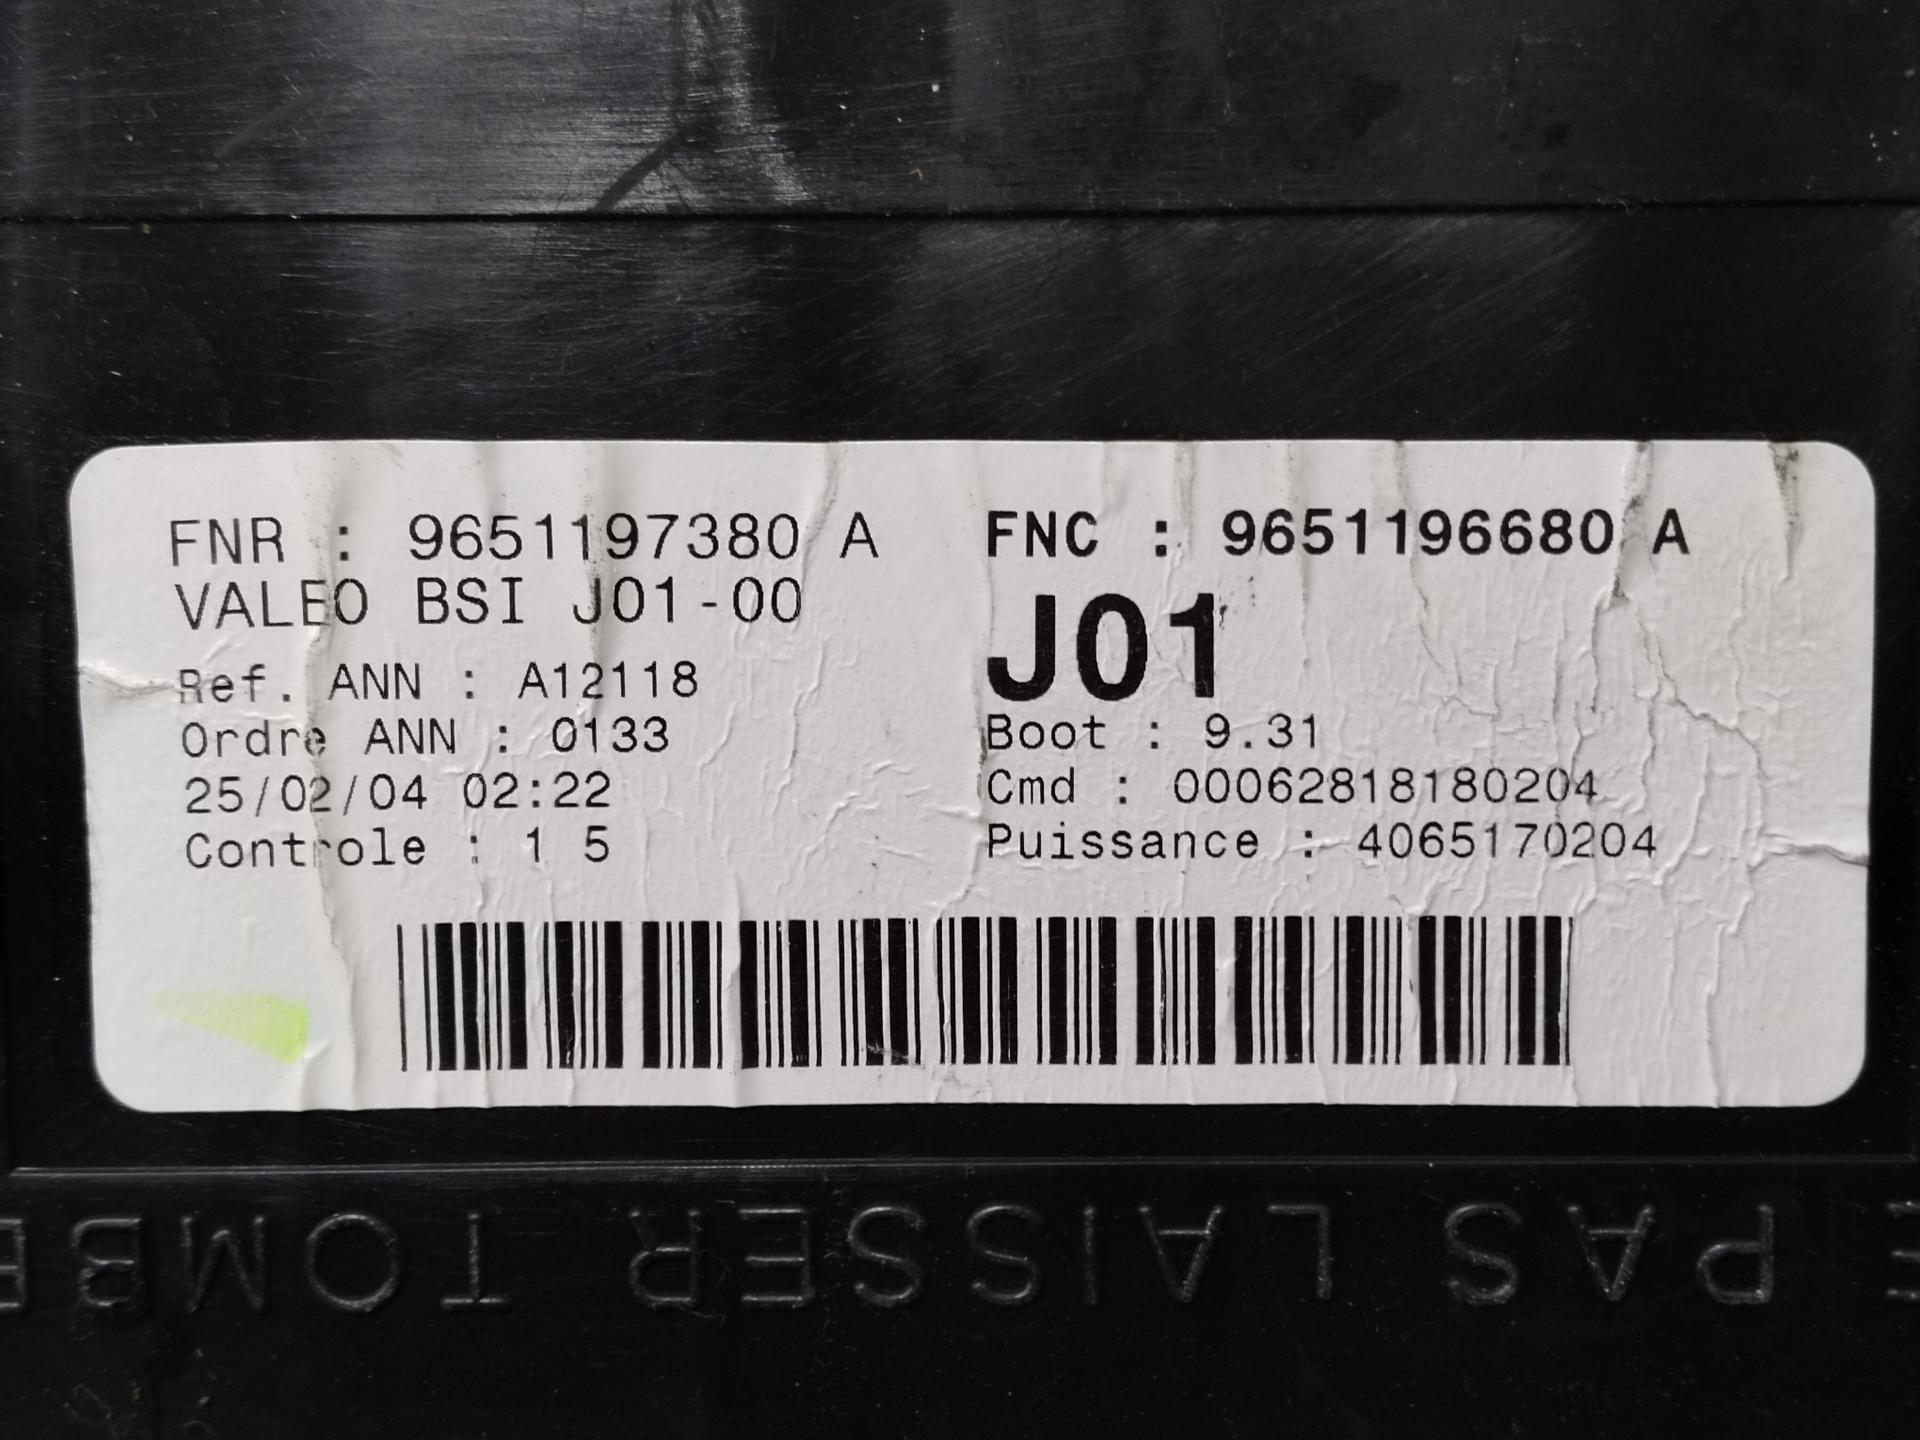 FNR : 9651197380 A
VALEO BSI J01-00
Ref. ANN : A12118
Ordre ANN : 0133
25/02/04 02:22
Controle : 1 5
FNC : 9651196680 A
J01
Boot : 9.31
Cmd : 00062818180204
Puissance : 4065170204
E PAS LAISSER TOMBE